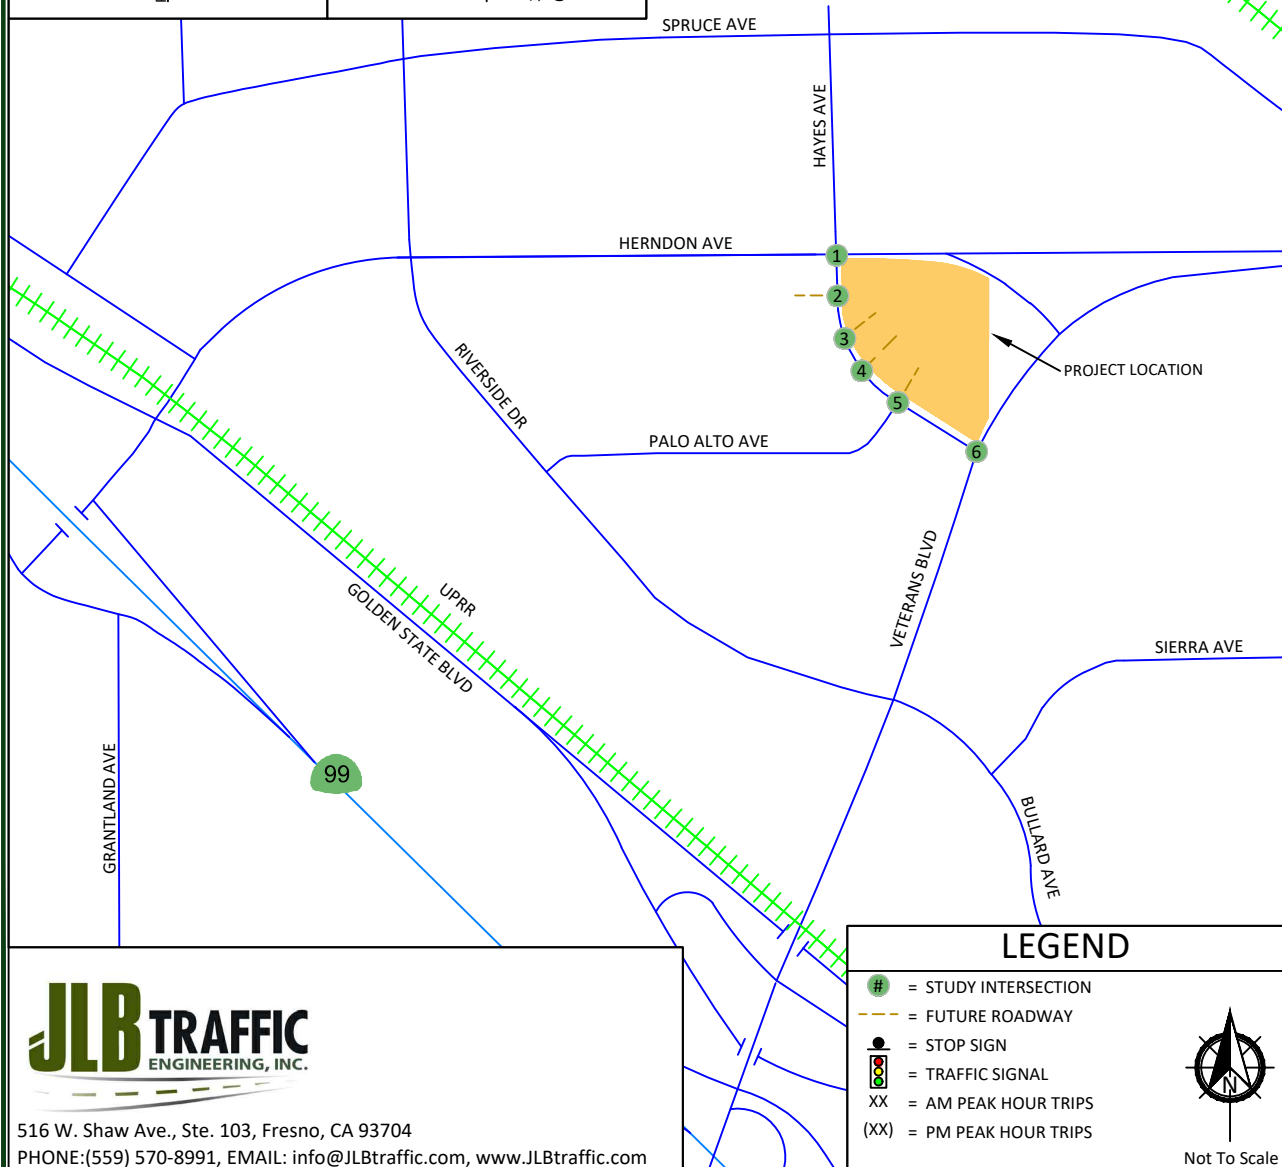 SPRUCE AVE
HAYES AVE
HERNDON AVE
1
2
3
4
5
6
PROJECT LOCATION
RIVERSIDE DR
PALO ALTO AVE
VETERANS BLVD
UPRR
GOLDEN STATE BLVD
SIERRA AVE
GRANTLAND AVE
99
BULLARD AVE
LEGEND
# = STUDY INTERSECTION
= FUTURE ROADWAY
= STOP SIGN
= TRAFFIC SIGNAL
XX = AM PEAK HOUR TRIPS
(XX) = PM PEAK HOUR TRIPS
N
Not To Scale
JLB TRAFFIC
ENGINEERING, INC.
516 W. Shaw Ave., Ste. 103, Fresno, CA 93704
PHONE:(559) 570-8991, EMAIL: info@JLBtraffic.com, www.JLBtraffic.com